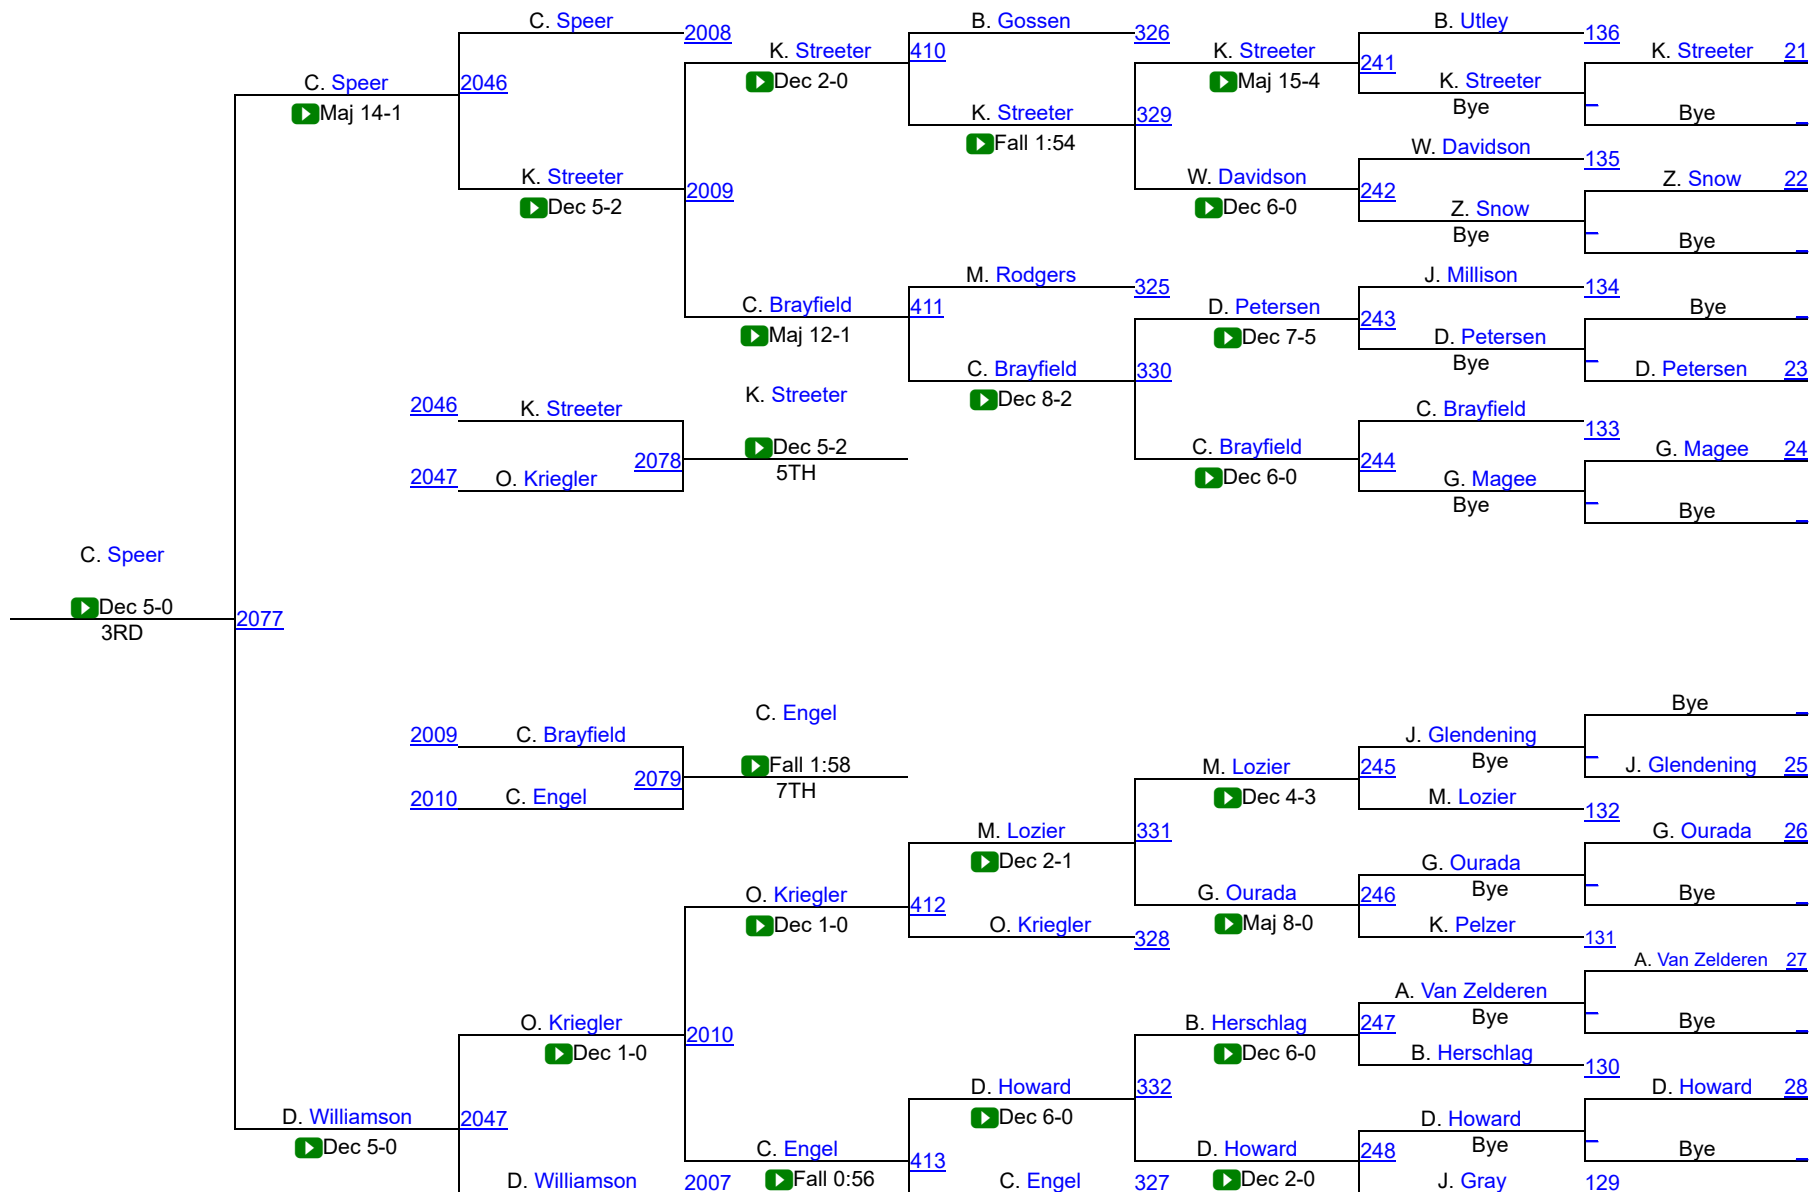 C. Speer
2008
B. Gossen
326
B. Utley
136
K. Streeter
Dec 2-0
410
K. Streeter
Maj 15-4
241
K. Streeter 21
C. Speer
Maj 14-1
2046
K. Streeter
Bye
K. Streeter
Fall 1:54
329
Bye
W. Davidson
135
K. Streeter
Dec 5-2
2009
W. Davidson
Dec 6-0
242
Z. Snow 22
Z. Snow
Bye
Bye
M. Rodgers
325
J. Millison
134
C. Brayfield
Maj 12-1
411
D. Petersen
Dec 7-5
243
Bye
D. Petersen
Bye
C. Brayfield
Dec 8-2
330
D. Petersen 23
2046 K. Streeter
K. Streeter
Dec 5-2
5TH
2078
2047 O. Kriegler
C. Brayfield
133
C. Brayfield
Dec 6-0
244
G. Magee 24
G. Magee
Bye
Bye
C. Speer
Dec 5-0
3RD
2077
C. Engel
Fall 1:58
7TH
2009 C. Brayfield
2079
2010 C. Engel
Bye
J. Glendening
Bye
M. Lozier
Dec 4-3
245
J. Glendening 25
M. Lozier
132
M. Lozier
Dec 2-1
331
G. Ourada 26
G. Ourada
Bye
O. Kriegler
Dec 1-0
412
G. Ourada
Maj 8-0
246
Bye
O. Kriegler
328
K. Pelzer
131
A. Van Zelderen 27
A. Van Zelderen
Bye
O. Kriegler
Dec 1-0
2010
B. Herschlag
Dec 6-0
247
Bye
B. Herschlag
130
D. Howard
Dec 6-0
332
D. Howard 28
D. Williamson
Dec 5-0
2047
D. Howard
Bye
C. Engel
Fall 0:56
413
D. Howard
Dec 2-0
248
Bye
D. Williamson
2007
C. Engel
327
J. Gray
129